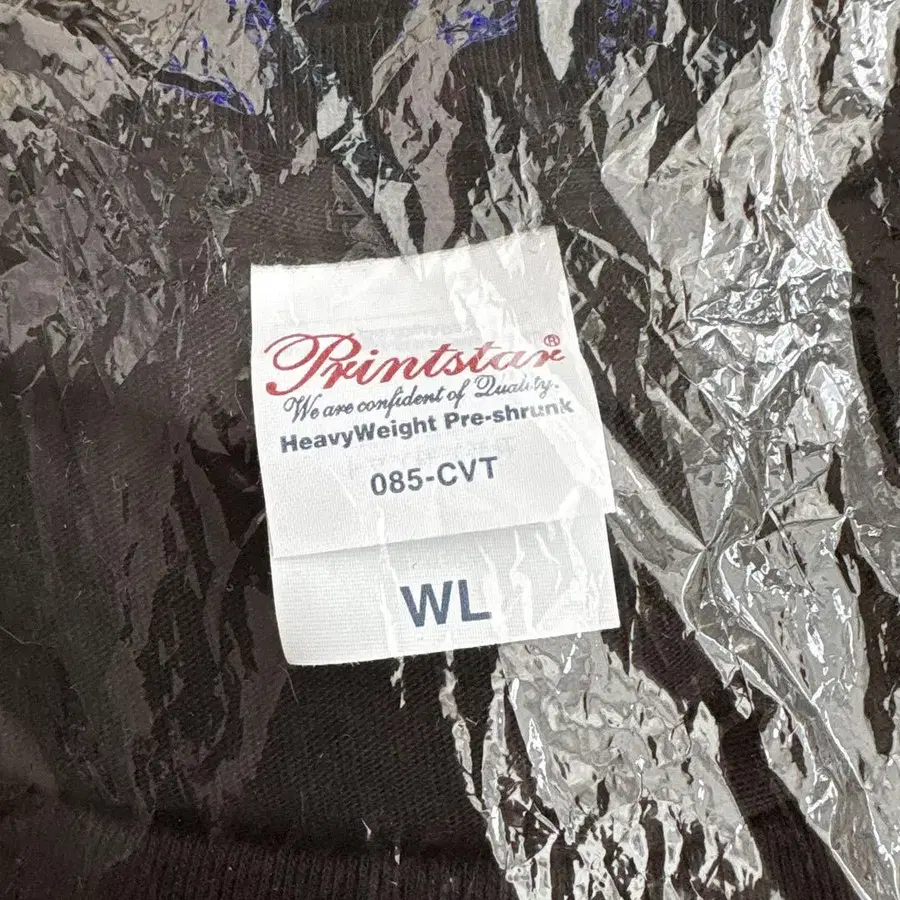 Printstar®
We are confident of Quality.
HeavyWeight Pre-shrunk
085-CVT
WL